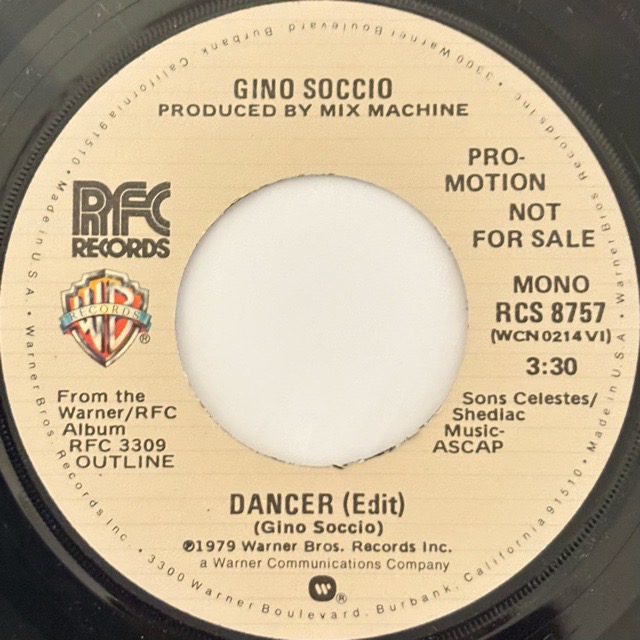 GINO SOCCIO
PRODUCED BY MIX MACHINE
RFC
RECORDS
WB
RECORDS
®
PRO-
MOTION
NOT
FOR SALE
MONO
RCS 8757
(WCN 0214 V1)
3:30
From the
Warner/RFC
Album
RFC 3309
OUTLINE
Sons Celestes/
Shediac
Music-
ASCAP
DANCER (Edit)
(Gino Soccio)
℗1979 Warner Bros. Records Inc.
a Warner Communications Company
®
Made in U.S.A. • Warner Bros. Records Inc. • 3300 Warner Boulevard, Burbank, California 91510 • Made in U.S.A. • Warner Bros. Records Inc. • 3300 Warner Boulevard, Burbank, California 91510 •